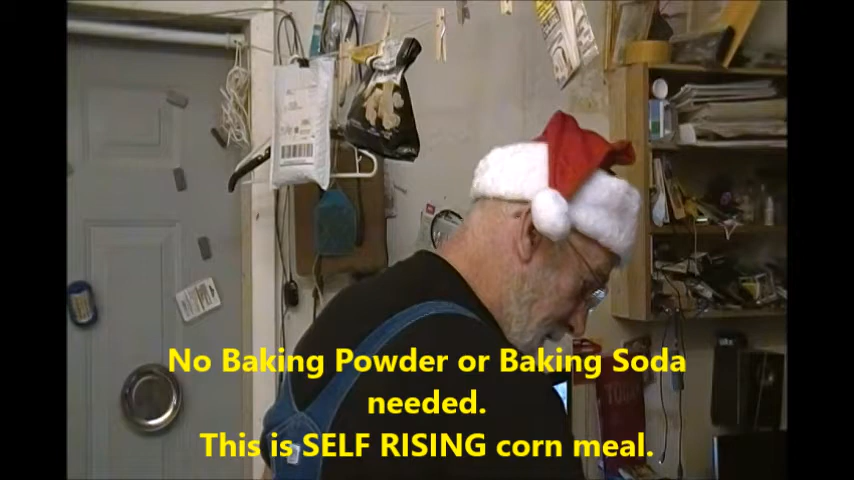 No Baking Powder or Baking Soda
needed.
This is SELF RISING corn meal.